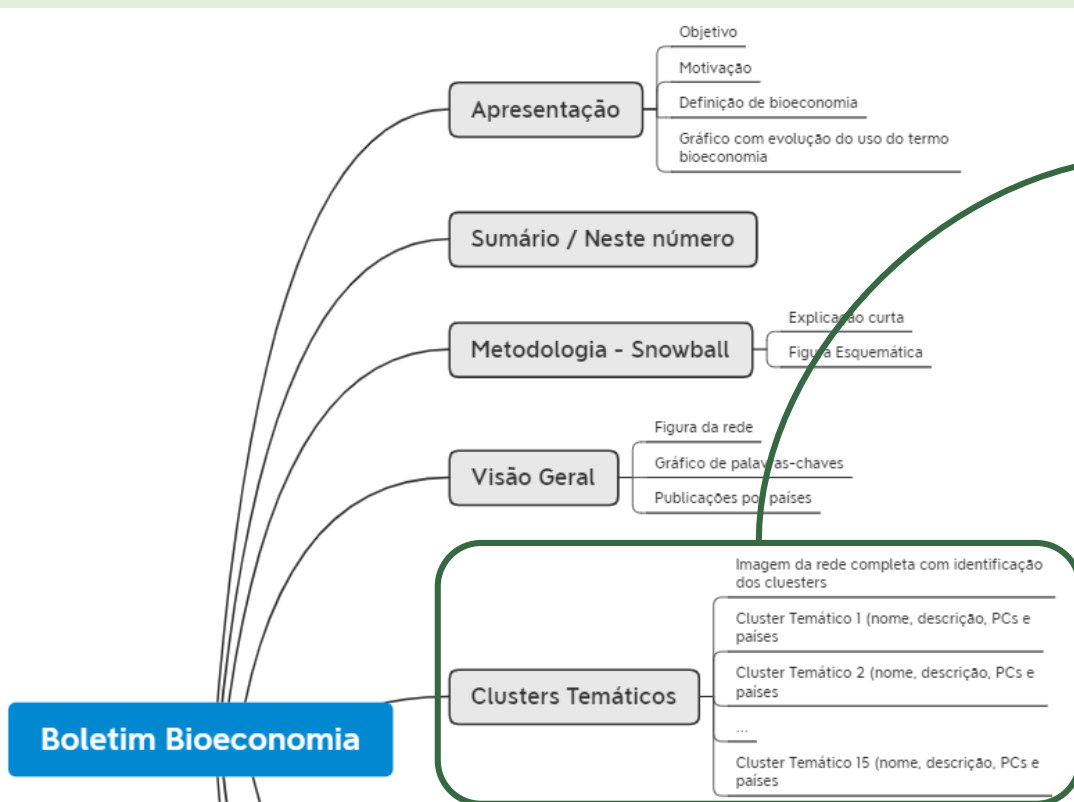 Objetivo
Motivação
Definição de bioeconomia
Gráfico com evolução do uso do termo
bioeconomia
Apresentação
Sumário / Neste número
Explicação curta
Figura Esquemática
Metodologia - Snowball
Figura da rede
Gráfico de palavras-chaves
Publicações por países
Visão Geral
Imagem da rede completa com identificação
dos cluesters
Cluster Temático 1 (nome, descrição, PCs e
países
Cluster Temático 2 (nome, descrição, PCs e
países
...
Cluster Temático 15 (nome, descrição, PCs e
países
Clusters Temáticos
Boletim Bioeconomia